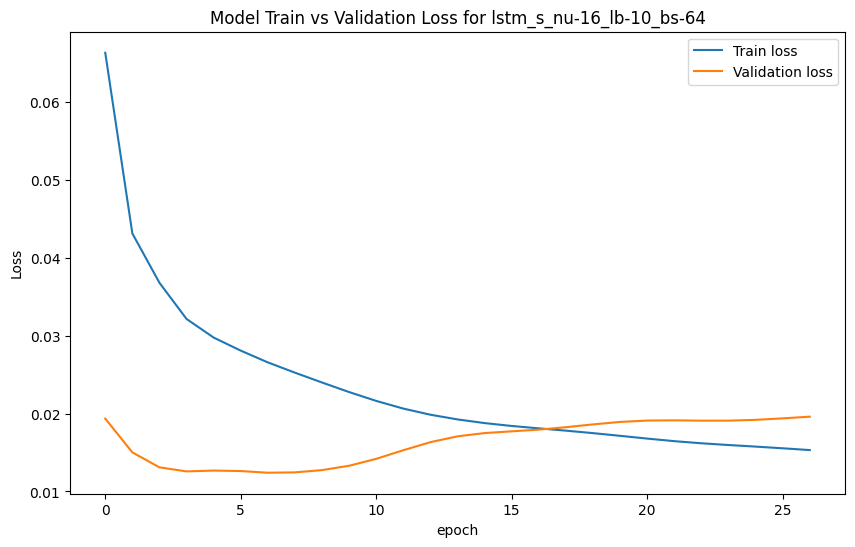 Model Train vs Validation Loss for lstm_s_nu-16_lb-10_bs-64
Train loss
Validation loss
0.06
0.05
0.04
0.03
0.02
0.01
Loss
0 5 10 15 20 25
epoch